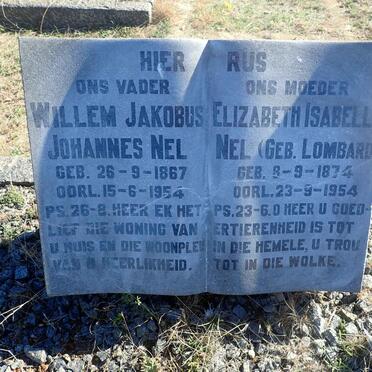 HIER RUS
ONS VADER
WILLEM JAKOBUS
JOHANNES NEL
GEB. 26-9-1867
OORL. 15-6-1954
PS. 26-8. HEER EK HET
LIEF DIE WONING VAN
U HUIS EN DIE WOONPLEK
VAN U HEERLIKHEID.
ONS MOEDER
ELIZABETH ISABELL
NEL (GEB. LOMBARD
GEB. 8-9-1874
OORL. 23-9-1954
PS. 23-6. O HEER U GOED-
ERTIERENHEID IS TOT
IN DIE HEMELE, U TROU
TOT IN DIE WOLKE.